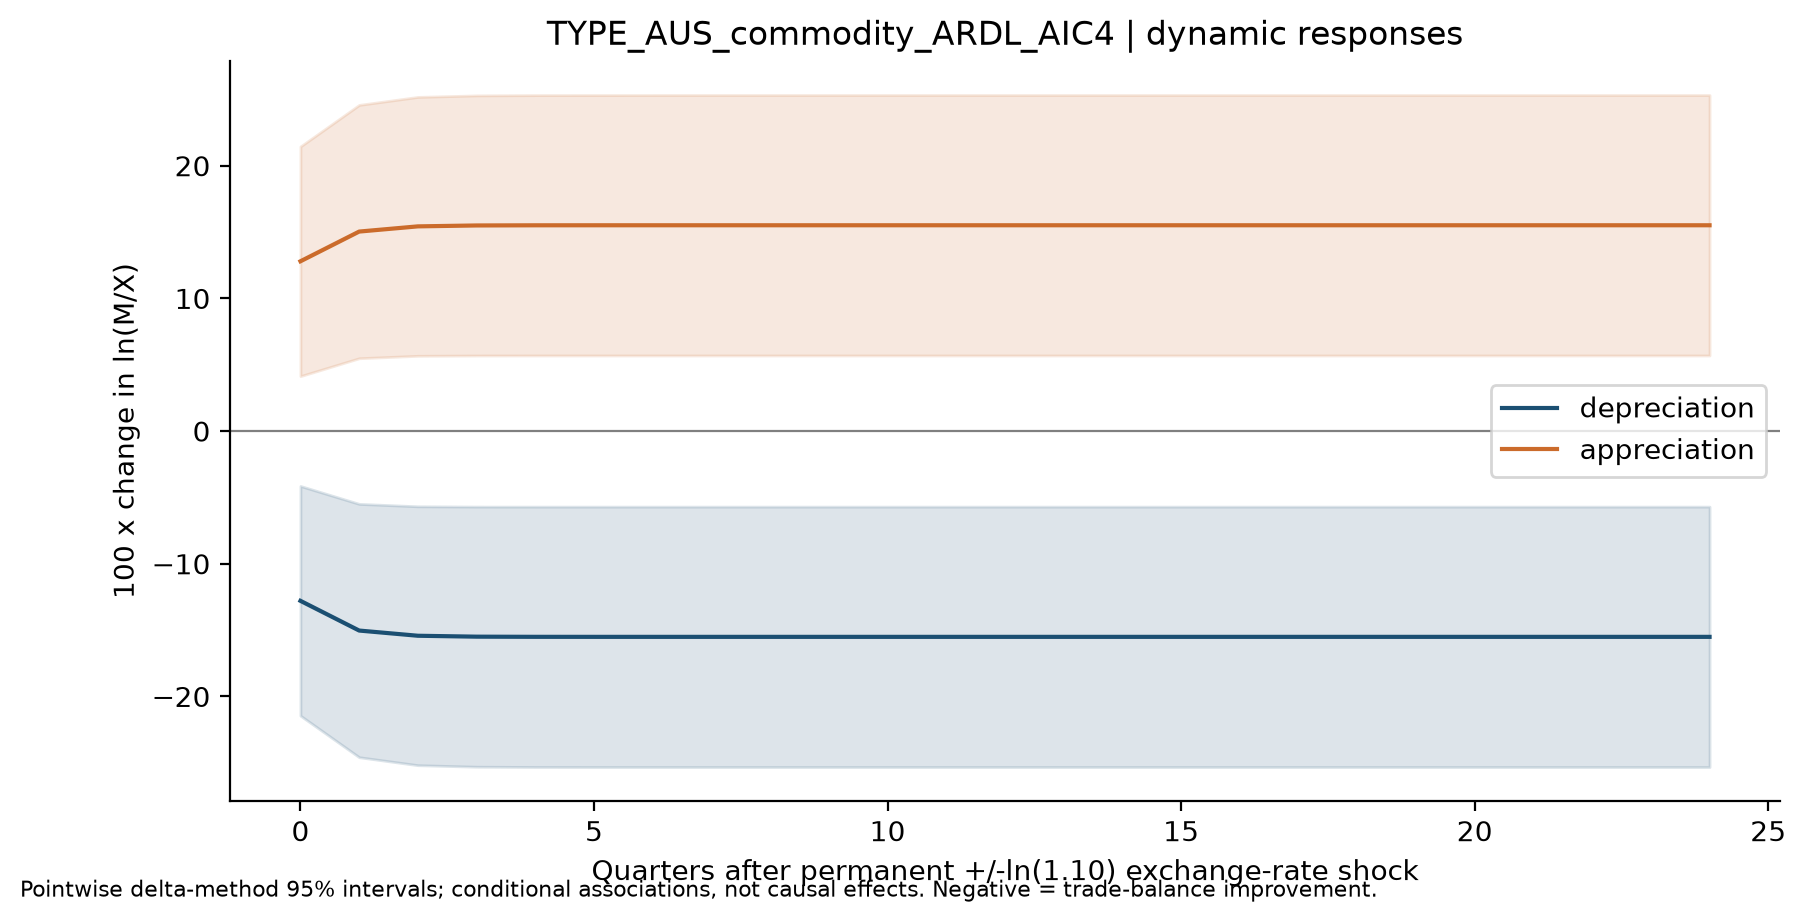 TYPE_AUS_commodity_ARDL_AIC4 | dynamic responses
100 x change in ln(M/X)
20
10
0
−10
−20
depreciation
appreciation
0 5 10 15 20 25
Quarters after permanent +/-ln(1.10) exchange-rate shock
Pointwise delta-method 95% intervals; conditional associations, not causal effects. Negative = trade-balance improvement.